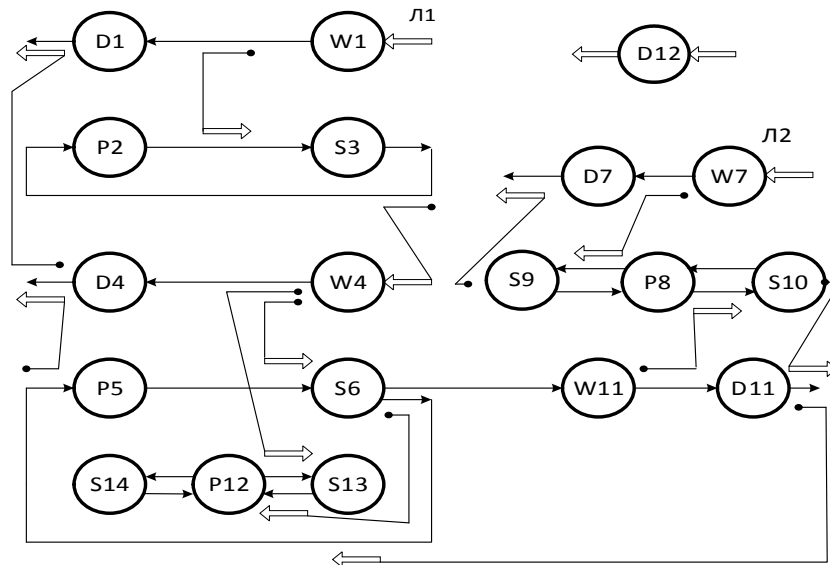 Л1
D1 W1 D12
P2 S3 Л2
D7 W7
D4 W4 S9 P8 S10
P5 S6 W11 D11
S14 P12 S13